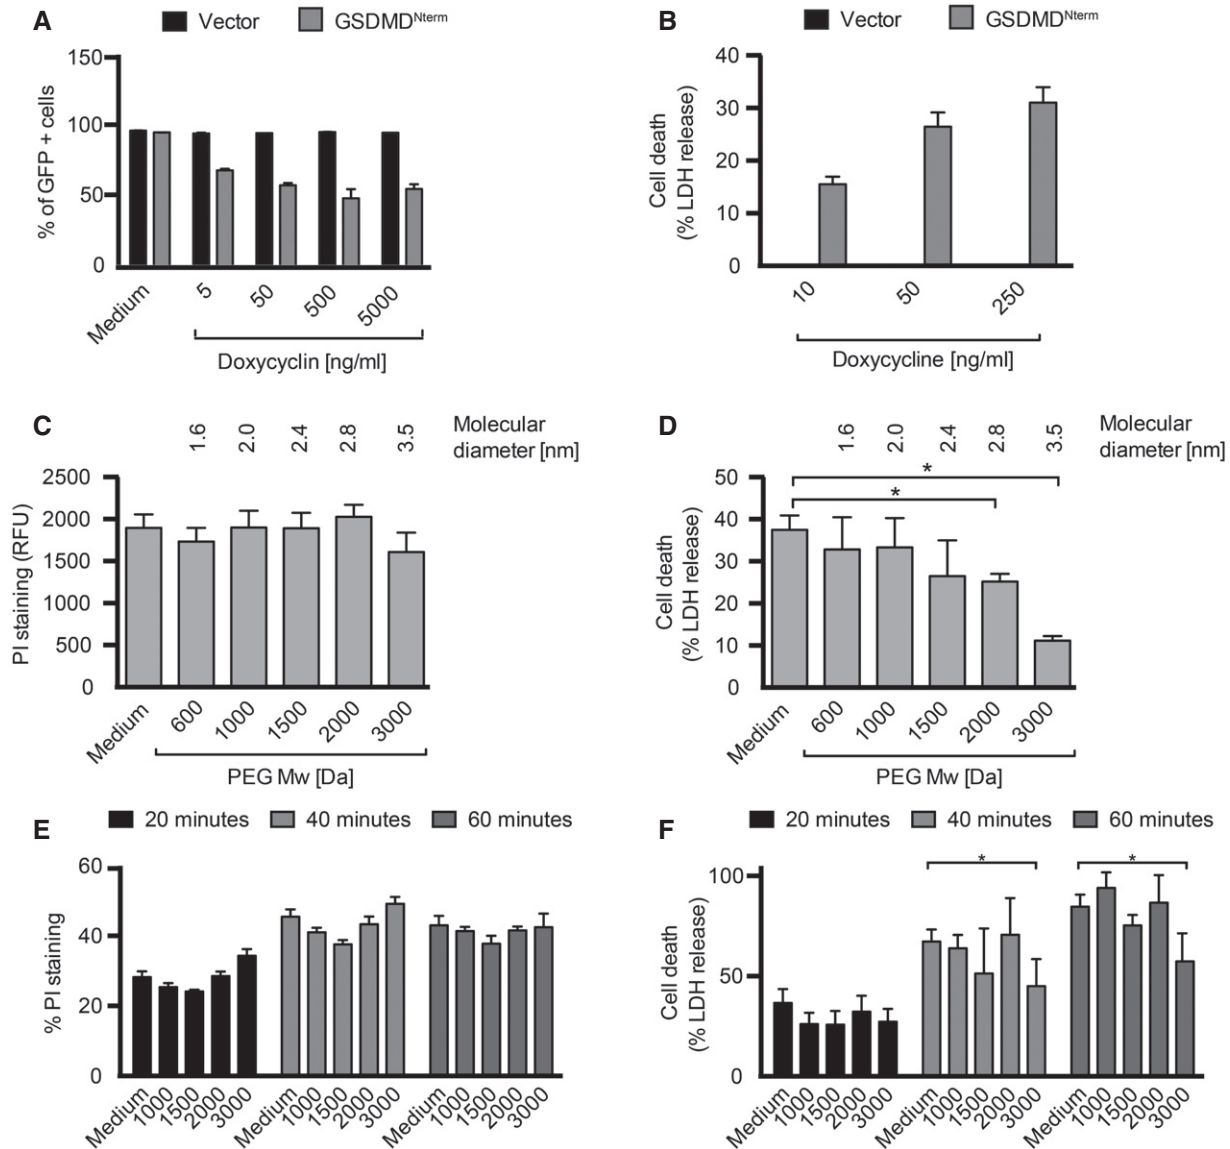 A
Vector
GSDMDNterm
% of GFP + cells
150
100
50
0
Medium
5
50
500
5000
Doxycyclin [ng/ml]
B
Vector
GSDMDNterm
Cell death
(% LDH release)
40
30
20
10
0
10
50
250
Doxycycline [ng/ml]
C
1.6
2.0
2.4
2.8
3.5
Molecular
diameter [nm]
PI staining (RFU)
2500
2000
1500
1000
500
0
Medium
600
1000
1500
2000
3000
PEG Mw [Da]
D
1.6
2.0
2.4
2.8
3.5
Molecular
diameter [nm]
Cell death
(% LDH release)
50
40
30
20
10
0
*
*
Medium
600
1000
1500
2000
3000
PEG Mw [Da]
E
20 minutes
40 minutes
60 minutes
% PI staining
60
40
20
0
Medium
1000
1500
2000
3000
Medium
1000
1500
2000
3000
Medium
1000
1500
2000
3000
F
20 minutes
40 minutes
60 minutes
Cell death
(% LDH release)
100
50
0
*
*
Medium
1000
1500
2000
3000
Medium
1000
1500
2000
3000
Medium
1000
1500
2000
3000